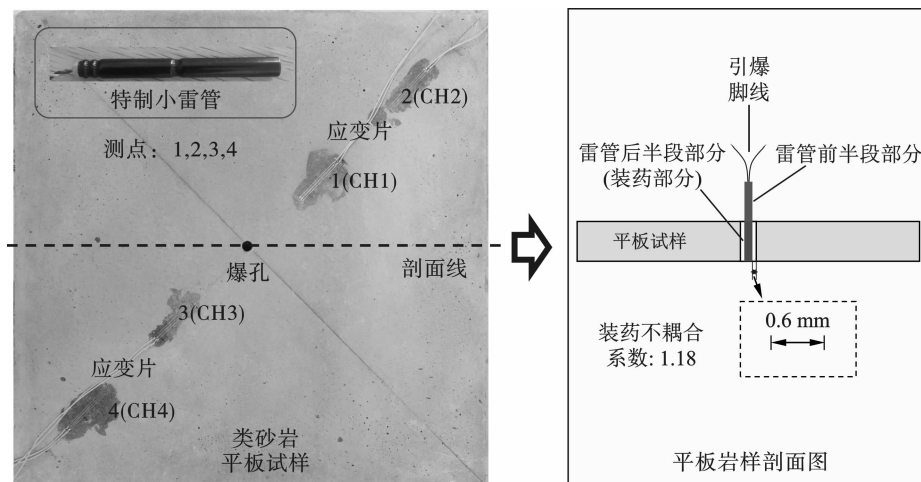 特制小雷管
测点：1,2,3,4
2(CH2)
应变片
1(CH1)
爆孔
剖面线
3(CH3)
应变片
4(CH4)
类砂岩
平板试样
引爆
脚线
雷管后半段部分
(装药部分)
雷管前半段部分
平板试样
0.6 mm
装药不耦合
系数: 1.18
平板岩样剖面图